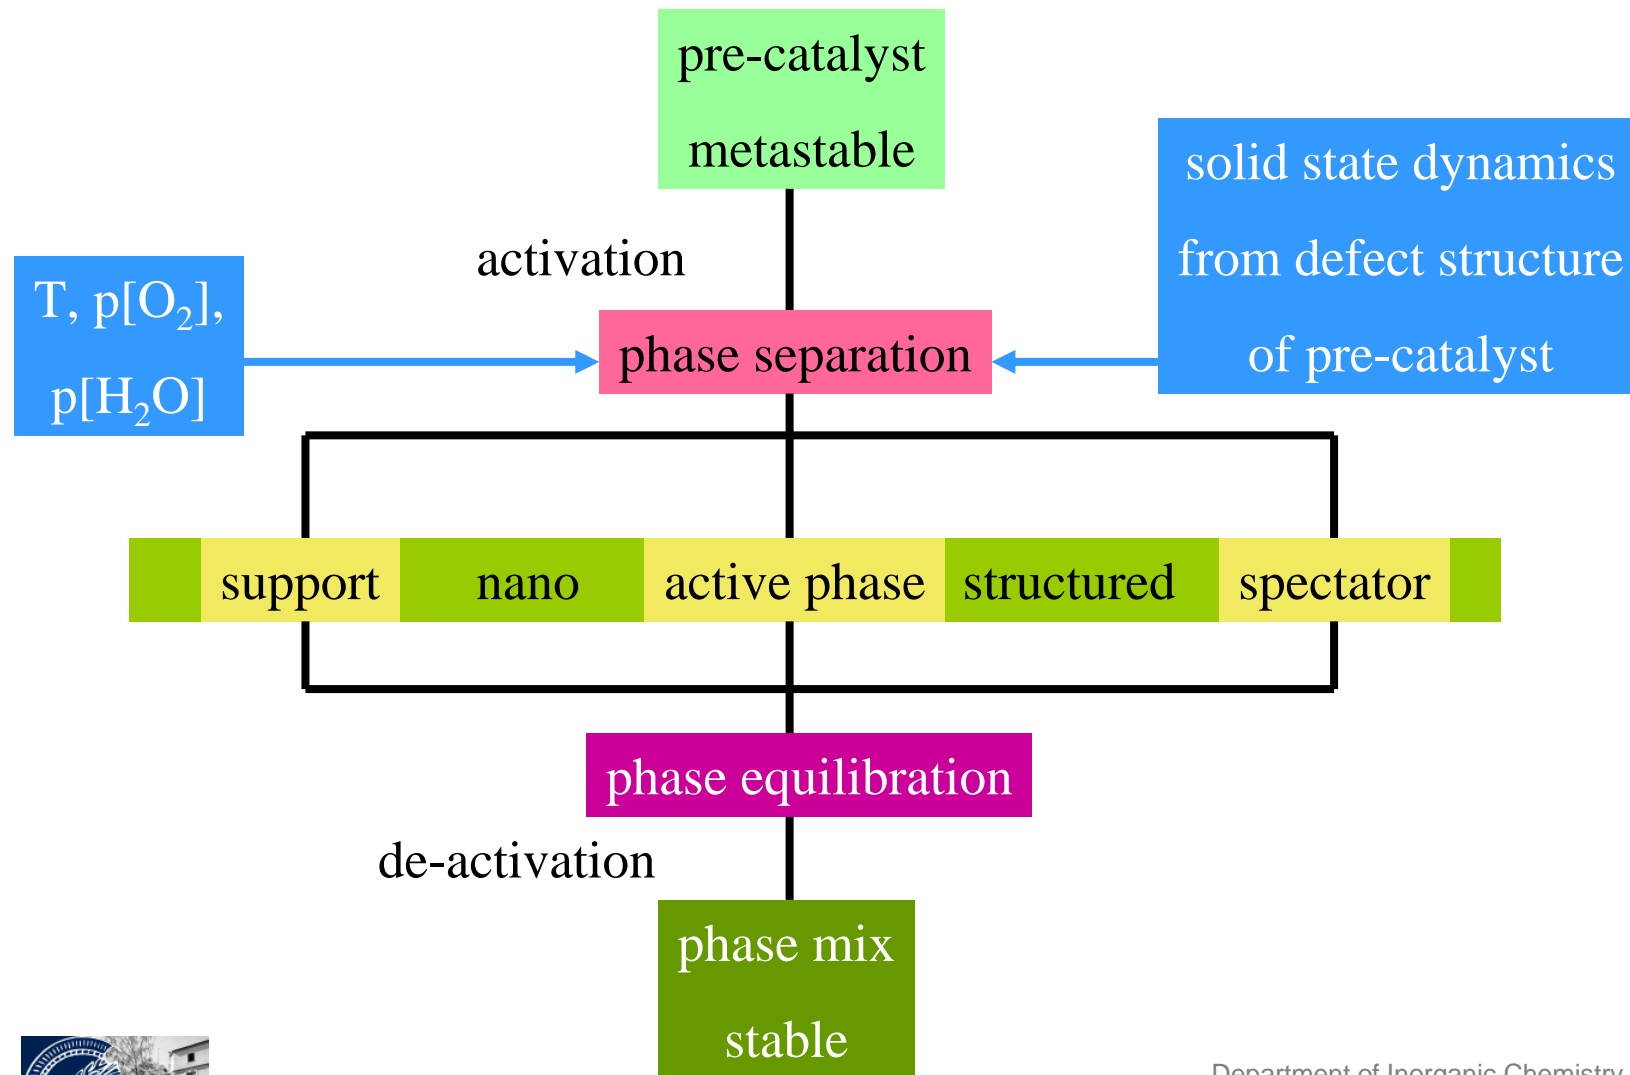 pre-catalyst
metastable
solid state dynamics
from defect structure
of pre-catalyst
activation
T, p[O₂],
p[H₂O]
phase separation
support nano active phase structured spectator
phase equilibration
de-activation
phase mix
stable
Department of Inorganic Chemistry